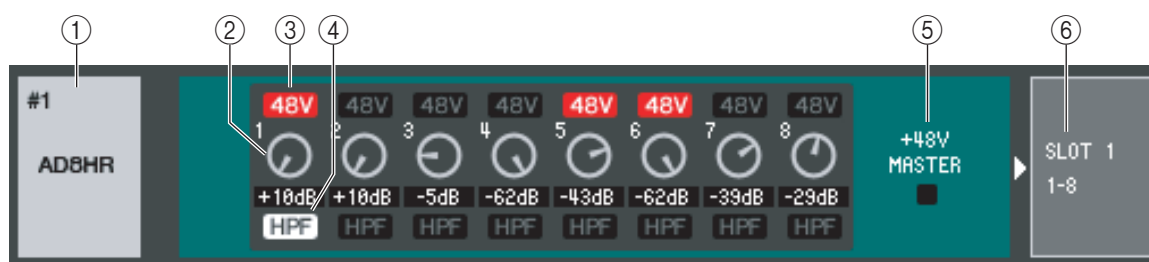 ① ② ③ ④ ⑤ ⑥
#1
AD8HR
48V 48V 48V 48V 48V 48V 48V 48V
1 2 3 4 5 6 7 8
+10dB +10dB -5dB -62dB -43dB -62dB -39dB -29dB
HPF HPF HPF HPF HPF HPF HPF HPF
+48V
MASTER
SLOT 1
1-8